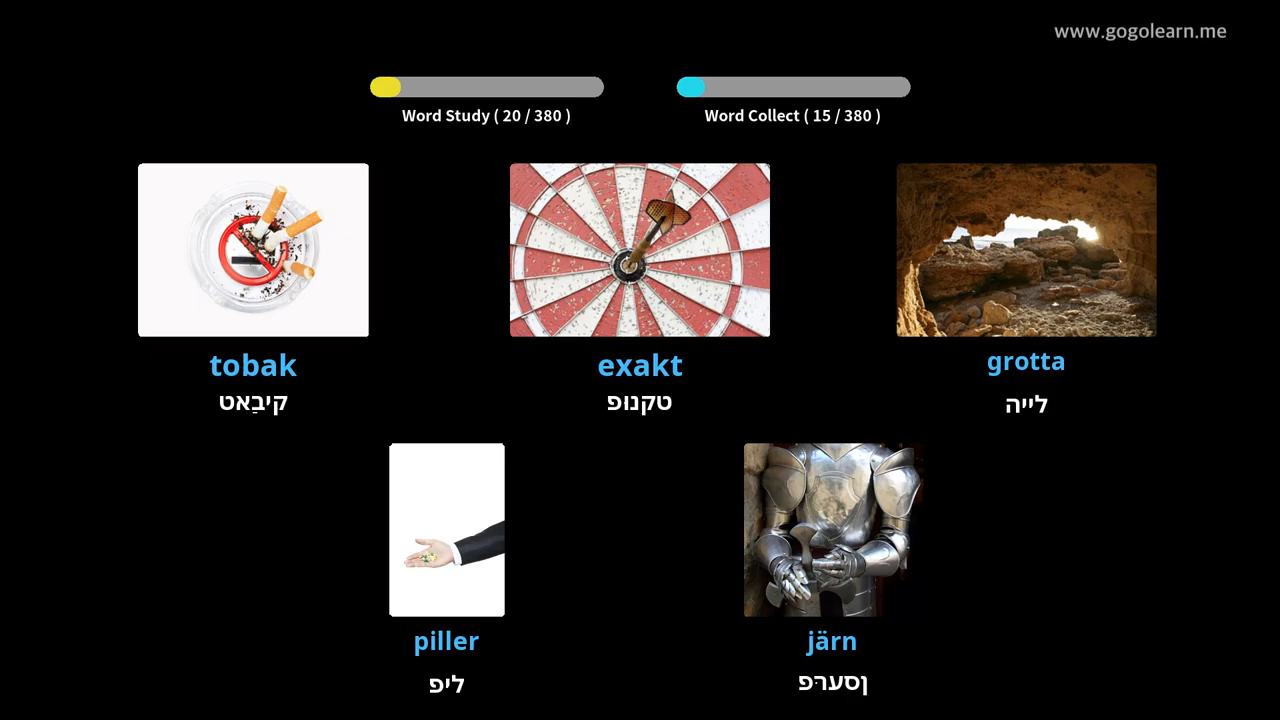 www.gogolearn.me
Word Study ( 20 / 380 )
Word Collect ( 15 / 380 )
tobak
קיבַאט
exakt
טקנופ
grotta
לייה
piller
ליפ
järn
ןסערּפ